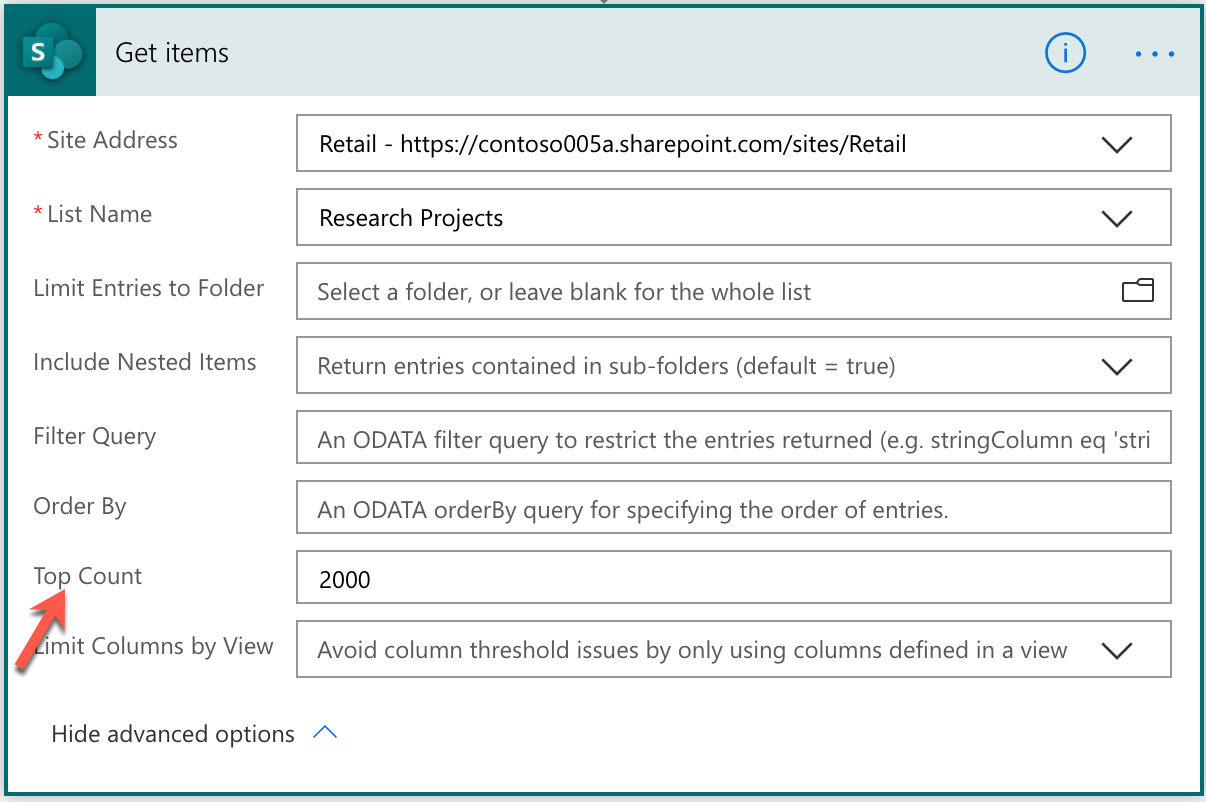 S
Get items
i
* Site Address
Retail - https://contoso005a.sharepoint.com/sites/Retail
* List Name
Research Projects
Limit Entries to Folder
Select a folder, or leave blank for the whole list
Include Nested Items
Return entries contained in sub-folders (default = true)
Filter Query
An ODATA filter query to restrict the entries returned (e.g. stringColumn eq 'stri
Order By
An ODATA orderBy query for specifying the order of entries.
Top Count
2000
Limit Columns by View
Avoid column threshold issues by only using columns defined in a view
Hide advanced options